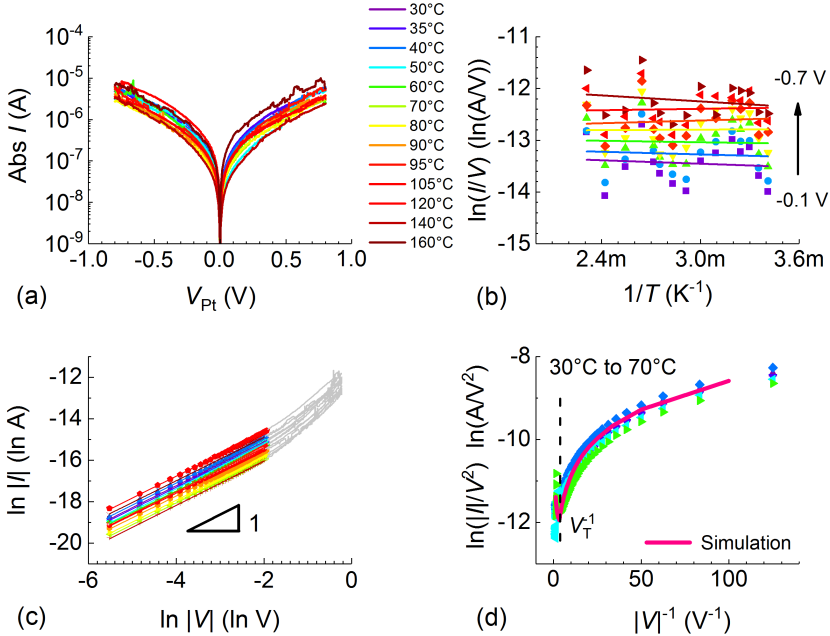 10⁻⁴
10⁻⁵
10⁻⁶
10⁻⁷
10⁻⁸
10⁻⁹
Abs I (A)
-1.0 -0.5 0.0 0.5 1.0
V_Pt (V)
(a)
30°C
35°C
40°C
50°C
60°C
70°C
80°C
90°C
95°C
105°C
120°C
140°C
160°C
-11
-12
-13
-14
-15
ln(I/V) (ln(A/V))
-0.7 V
-0.1 V
2.4m 3.0m 3.6m
1/T (K⁻¹)
(b)
-12
-14
-16
-18
-20
ln |I| (ln A)
1
-6 -4 -2 0
ln |V| (ln V)
(c)
-8
-10
-12
ln(|I|/V²) ln(A/V²)
30°C to 70°C
V_T⁻¹
Simulation
0 50 100
|V|⁻¹ (V⁻¹)
(d)